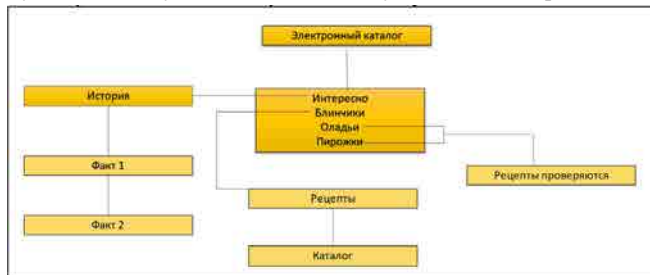 Электронный каталог
История
Интересно
Блинчики
Оладьи
Пирожки
Факт 1
Рецепты проверяются
Факт 2
Рецепты
Каталог